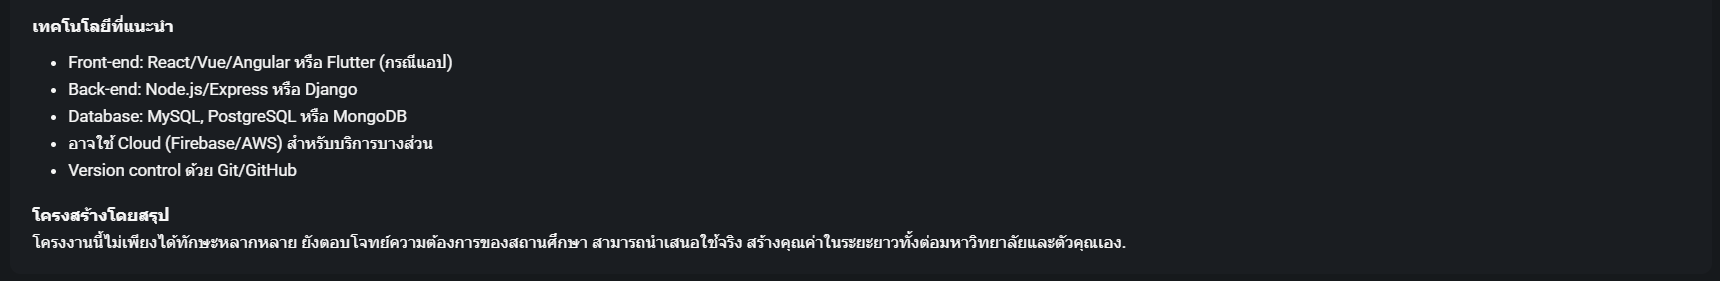 เทคโนโลยีที่แนะนำ
• Front-end: React/Vue/Angular หรือ Flutter (กรณีแอป)
• Back-end: Node.js/Express หรือ Django
• Database: MySQL, PostgreSQL หรือ MongoDB
• อาจใช้ Cloud (Firebase/AWS) สำหรับบริการบางส่วน
• Version control ด้วย Git/GitHub
โครงสร้างโดยสรุป
โครงงานนี้ไม่เพียงได้ทักษะหลากหลาย ยังตอบโจทย์ความต้องการของสถานศึกษา สามารถนำเสนอใช้จริง สร้างคุณค่าในระยะยาวทั้งต่อมหาวิทยาลัยและตัวคุณเอง.